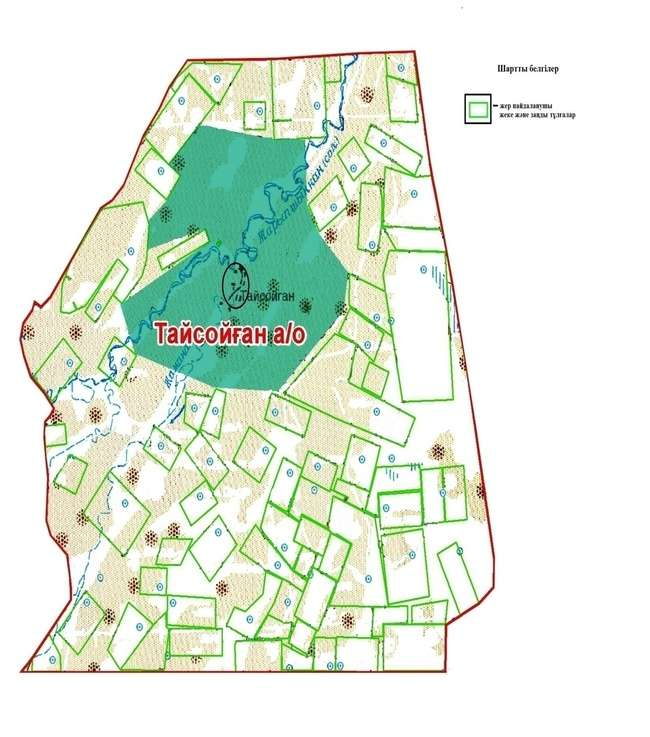 Шартты белгілер
жер пайдаланушы
жеке және заңды тұлғалар
Тайсойған
Тайсойған а/о